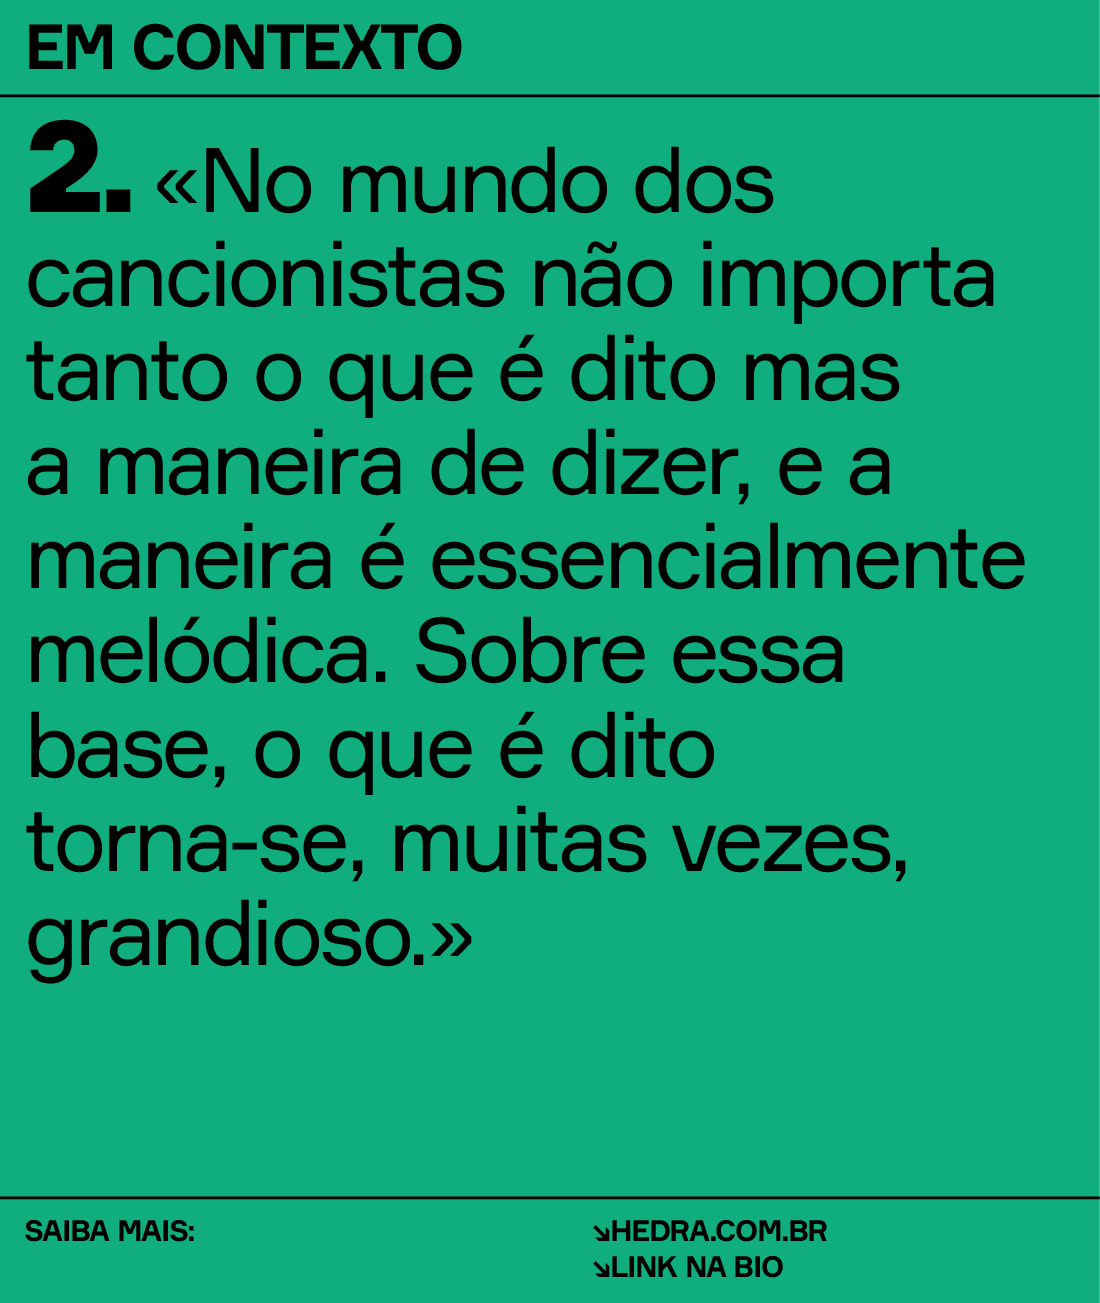 EM CONTEXTO
2. «No mundo dos
cancionistas não importa
tanto o que é dito mas
a maneira de dizer, e a
maneira é essencialmente
melódica. Sobre essa
base, o que é dito
torna-se, muitas vezes,
grandioso.»
SAIBA MAIS:
↘HEDRA.COM.BR
↘LINK NA BIO